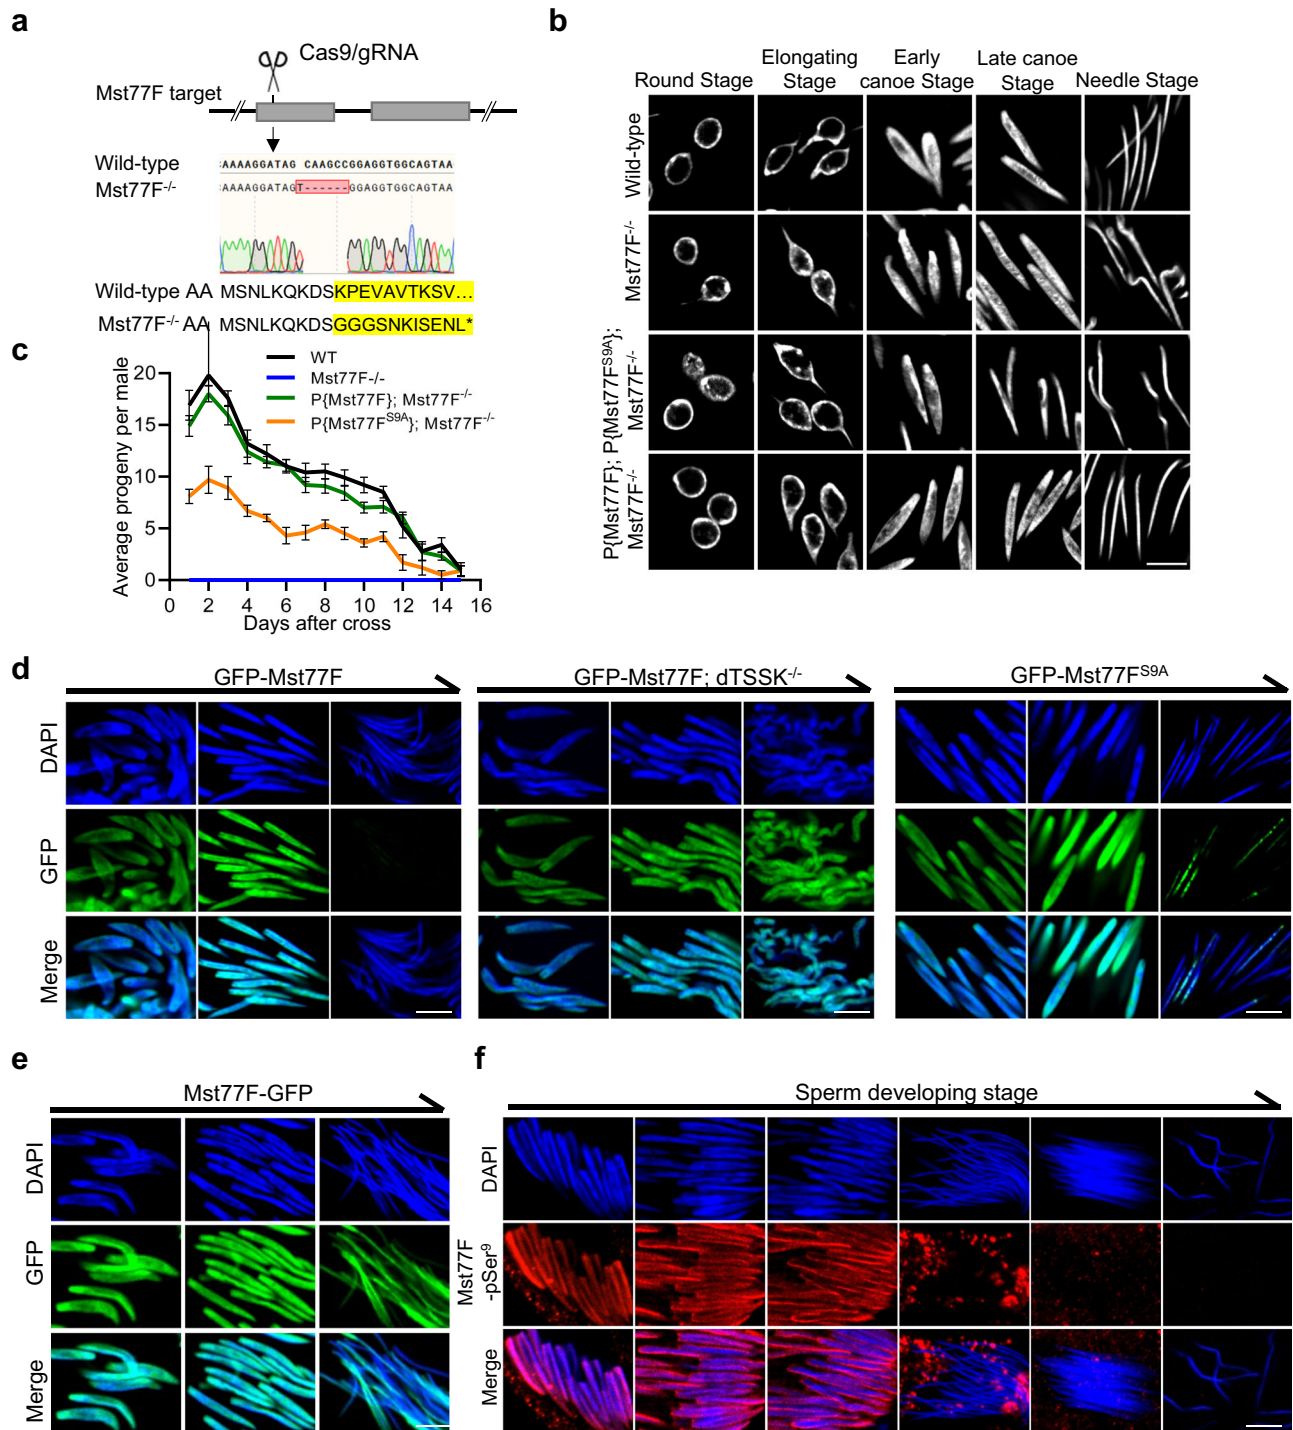 a
Cas9/gRNA
Mst77F target
Wild-type
AAAAGGATAG CAAGCCGGAGGTGGCAGTAA
Mst77F-/-
AAAAGGATAGT------GGAGGTGGCAGTAA
Wild-type AA MSNLKQKDSKPEVAVTKSV...
Mst77F-/- AA MSNLKQKDSGGGSNKISENL*
b
Round Stage
Elongating Stage
Early canoe Stage
Late canoe Stage
Needle Stage
Wild-type
Mst77F-/-
P{Mst77FS9A}; Mst77F-/-
P{Mst77F}; Mst77F-/-
c
WT
Mst77F-/-
P{Mst77F}; Mst77F-/-
P{Mst77FS9A}; Mst77F-/-
Average progeny per male
20
15
10
5
0
0 2 4 6 8 10 12 14 16
Days after cross
d
GFP-Mst77F
GFP-Mst77F; dTSSK-/-
GFP-Mst77FS9A
DAPI
GFP
Merge
e
Mst77F-GFP
DAPI
GFP
Merge
f
Sperm developing stage
DAPI
Mst77F
-pSer9
Merge